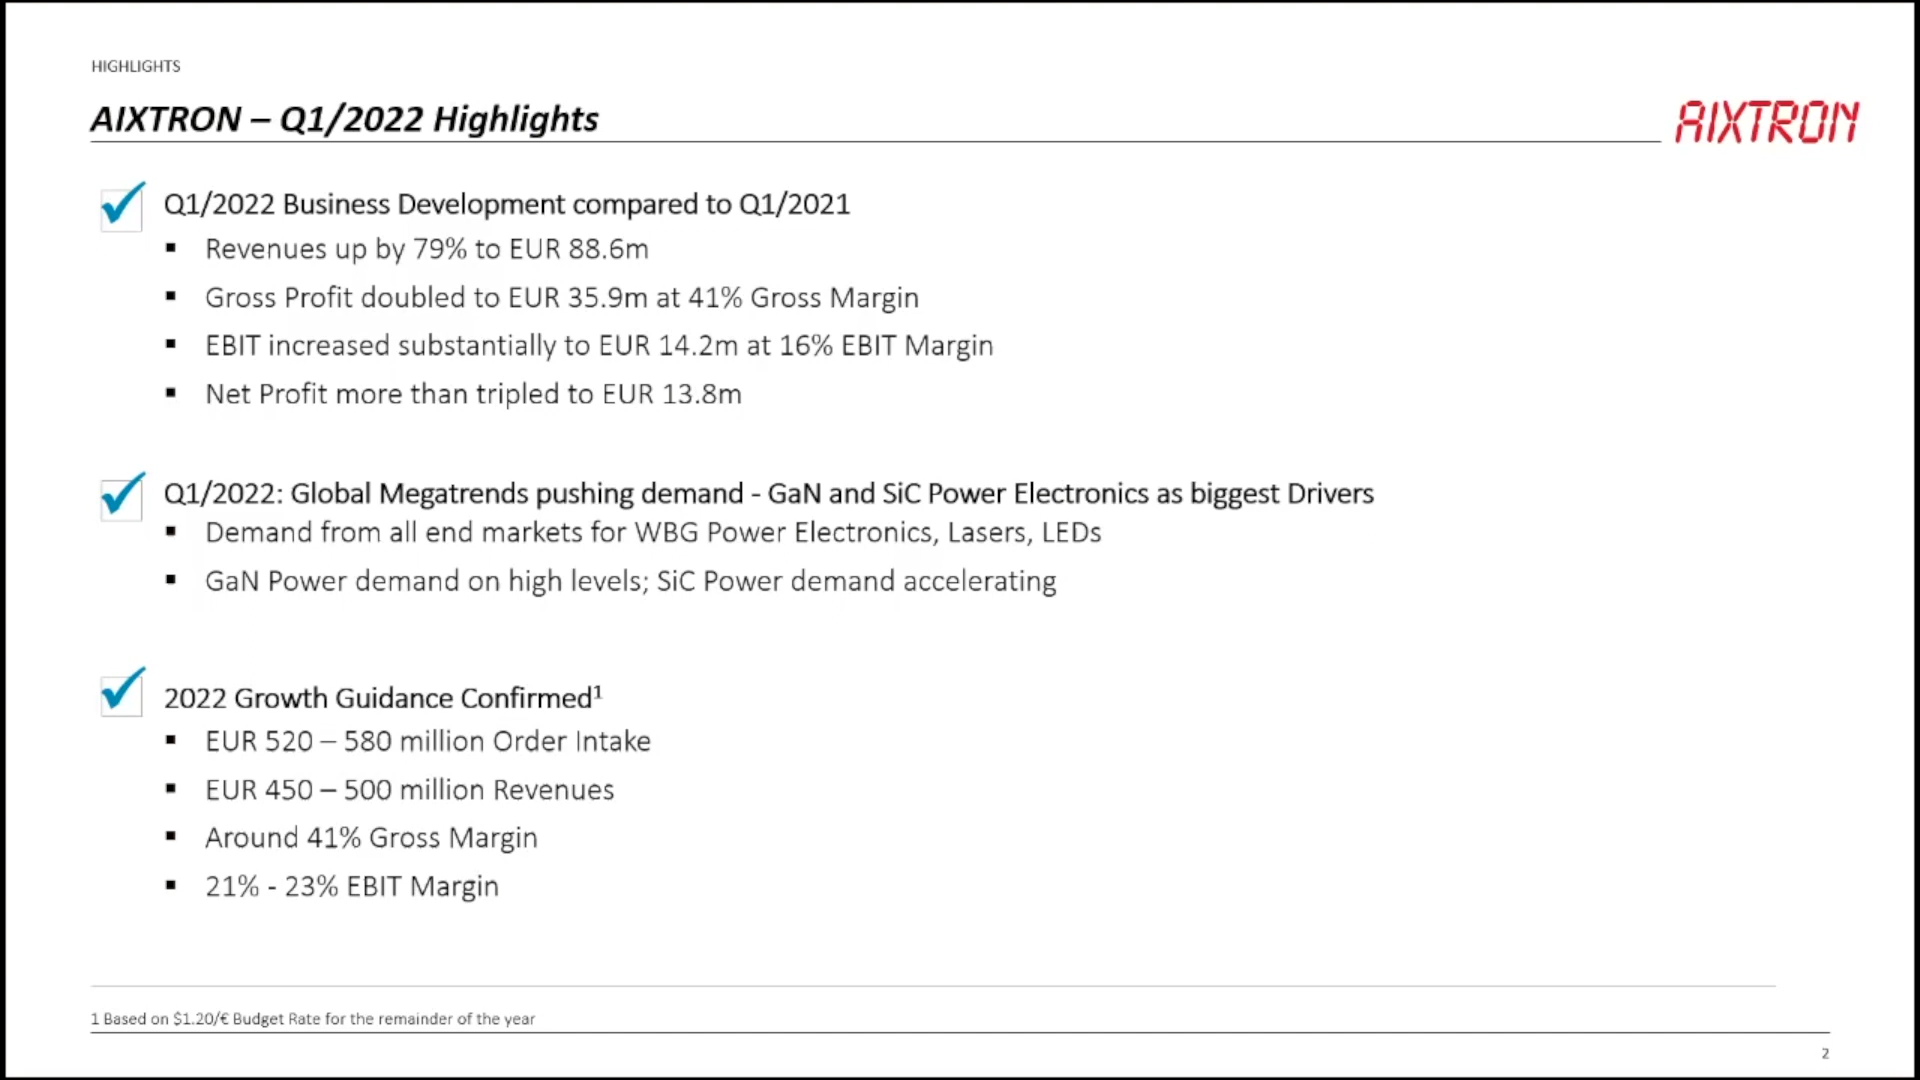 HIGHLIGHTS
AIXTRON – Q1/2022 Highlights
AIXTRON
Q1/2022 Business Development compared to Q1/2021
▪ Revenues up by 79% to EUR 88.6m
▪ Gross Profit doubled to EUR 35.9m at 41% Gross Margin
▪ EBIT increased substantially to EUR 14.2m at 16% EBIT Margin
▪ Net Profit more than tripled to EUR 13.8m
Q1/2022: Global Megatrends pushing demand - GaN and SiC Power Electronics as biggest Drivers
▪ Demand from all end markets for WBG Power Electronics, Lasers, LEDs
▪ GaN Power demand on high levels; SiC Power demand accelerating
2022 Growth Guidance Confirmed¹
▪ EUR 520 – 580 million Order Intake
▪ EUR 450 – 500 million Revenues
▪ Around 41% Gross Margin
▪ 21% - 23% EBIT Margin
1 Based on $1.20/€ Budget Rate for the remainder of the year
2